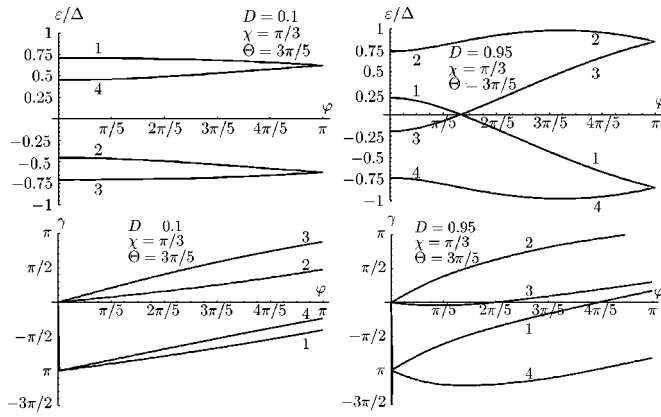 ε/Δ
1
0.75
0.5
0.25
-0.25
-0.5
-0.75
-1
D = 0.1
χ = π/3
Θ = 3π/5
1
4
2
3
π/5
2π/5
3π/5
4π/5
π
φ
ε/Δ
1
0.75
0.5
0.25
-0.25
-0.5
-0.75
-1
D = 0.95
χ = π/3
Θ = 3π/5
2
1
3
4
2
3
1
4
π/5
2π/5
3π/5
4π/5
π
φ
γ
π
π/2
-π/2
π
-3π/2
D 0.1
χ = π/3
Θ = 3π/5
3
2
4
1
π/5
2π/5
3π/5
4π/5
π
φ
γ
π
π/2
-π/2
π
-3π/2
D = 0.95
χ = π/3
Θ = 3π/5
2
3
1
4
π/5
2π/5
3π/5
4π/5
π
φ